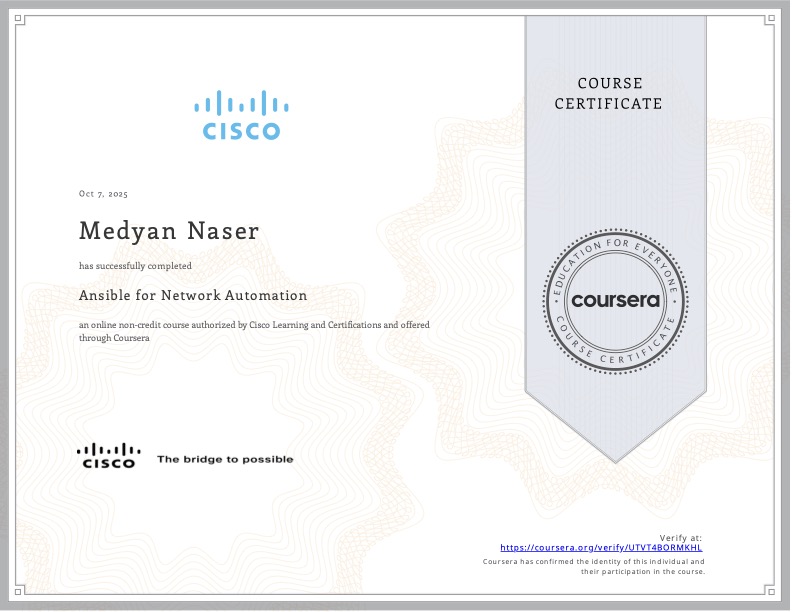 COURSE
CERTIFICATE
CISCO
Oct 7, 2025
Medyan Naser
has successfully completed
Ansible for Network Automation
an online non-credit course authorized by Cisco Learning and Certifications and offered
through Coursera
EDUCATION FOR EVERYONE
coursera
COURSE CERTIFICATE
CISCO
The bridge to possible
Verify at:
https://coursera.org/verify/UTVT4BORMKHL
Coursera has confirmed the identity of this individual and
their participation in the course.